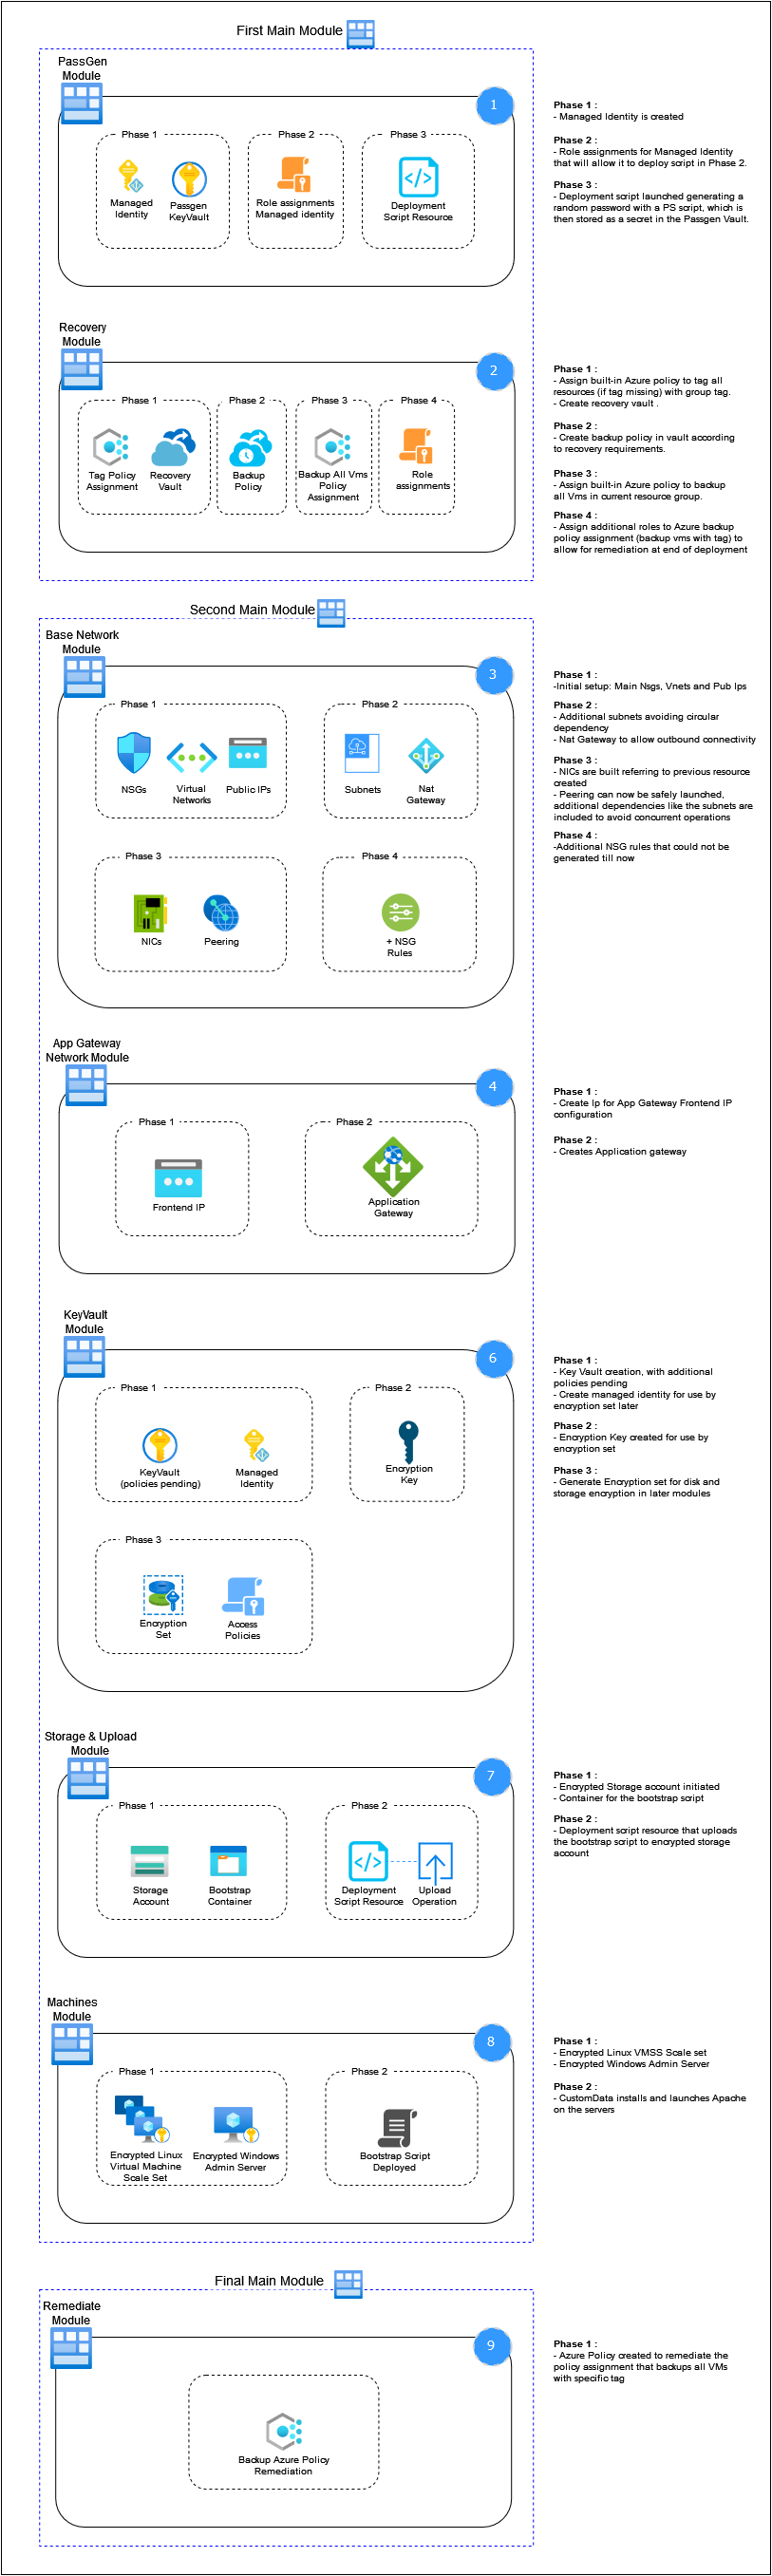 First Main Module
PassGen
Module
1
Phase 1
Phase 2
Phase 3
Managed
Identity
Passgen
KeyVault
Role assignments
Managed identity
Deployment
Script Resource
Phase 1 :
- Managed Identity is created
Phase 2 :
- Role assignments for Managed Identity
that will allow it to deploy script in Phase 2.
Phase 3 :
- Deployment script launched generating a
random password with a PS script, which is
then stored as a secret in the Passgen Vault.
Recovery
Module
2
Phase 1
Phase 2
Phase 3
Phase 4
Tag Policy
Assignment
Recovery
Vault
Backup
Policy
Backup All Vms
Policy
Assignment
Role
assignments
Phase 1 :
- Assign built-in Azure policy to tag all
resources (if tag missing) with group tag.
- Create recovery vault .
Phase 2 :
- Create backup policy in vault according
to recovery requirements.
Phase 3 :
- Assign built-in Azure policy to backup
all Vms in current resource group.
Phase 4 :
- Assign additional roles to Azure backup
policy assignment (backup vms with tag) to
allow for remediation at end of deployment
Second Main Module
Base Network
Module
3
Phase 1
Phase 2
NSGs
Virtual
Networks
Public IPs
Subnets
Nat
Gateway
Phase 3
Phase 4
NICs
Peering
+ NSG
Rules
Phase 1 :
-Initial setup: Main Nsgs, Vnets and Pub Ips
Phase 2 :
- Additional subnets avoiding circular
dependency
- Nat Gateway to allow outbound connectivity
Phase 3 :
- NICs are built referring to previous resource
created
- Peering can now be safely launched,
additional dependencies like the subnets are
included to avoid concurrent operations
Phase 4 :
-Additional NSG rules that could not be
generated till now
App Gateway
Network Module
4
Phase 1
Phase 2
Frontend IP
Application
Gateway
Phase 1 :
- Create Ip for App Gateway Frontend IP
configuration
Phase 2 :
- Creates Application gateway
KeyVault
Module
6
Phase 1
Phase 2
KeyVault
(policies pending)
Managed
Identity
Encryption
Key
Phase 3
Encryption
Set
Access
Policies
Phase 1 :
- Key Vault creation, with additional
policies pending
- Create managed identity for use by
encryption set later
Phase 2 :
- Encryption Key created for use by
encryption set
Phase 3 :
- Generate Encryption set for disk and
storage encryption in later modules
Storage & Upload
Module
7
Phase 1
Phase 2
Storage
Account
Bootstrap
Container
Deployment
Script Resource
Upload
Operation
Phase 1 :
- Encrypted Storage account initiated
- Container for the bootstrap script
Phase 2 :
- Deployment script resource that uploads
the bootstrap script to encrypted storage
account
Machines
Module
8
Phase 1
Phase 2
Encrypted Linux
Virtual Machine
Scale Set
Encrypted Windows
Admin Server
Bootstrap Script
Deployed
Phase 1 :
- Encrypted Linux VMSS Scale set
- Encrypted Windows Admin Server
Phase 2 :
- CustomData installs and launches Apache
on the servers
Final Main Module
Remediate
Module
9
Backup Azure Policy
Remediation
Phase 1 :
- Azure Policy created to remediate the
policy assignment that backups all VMs
with specific tag